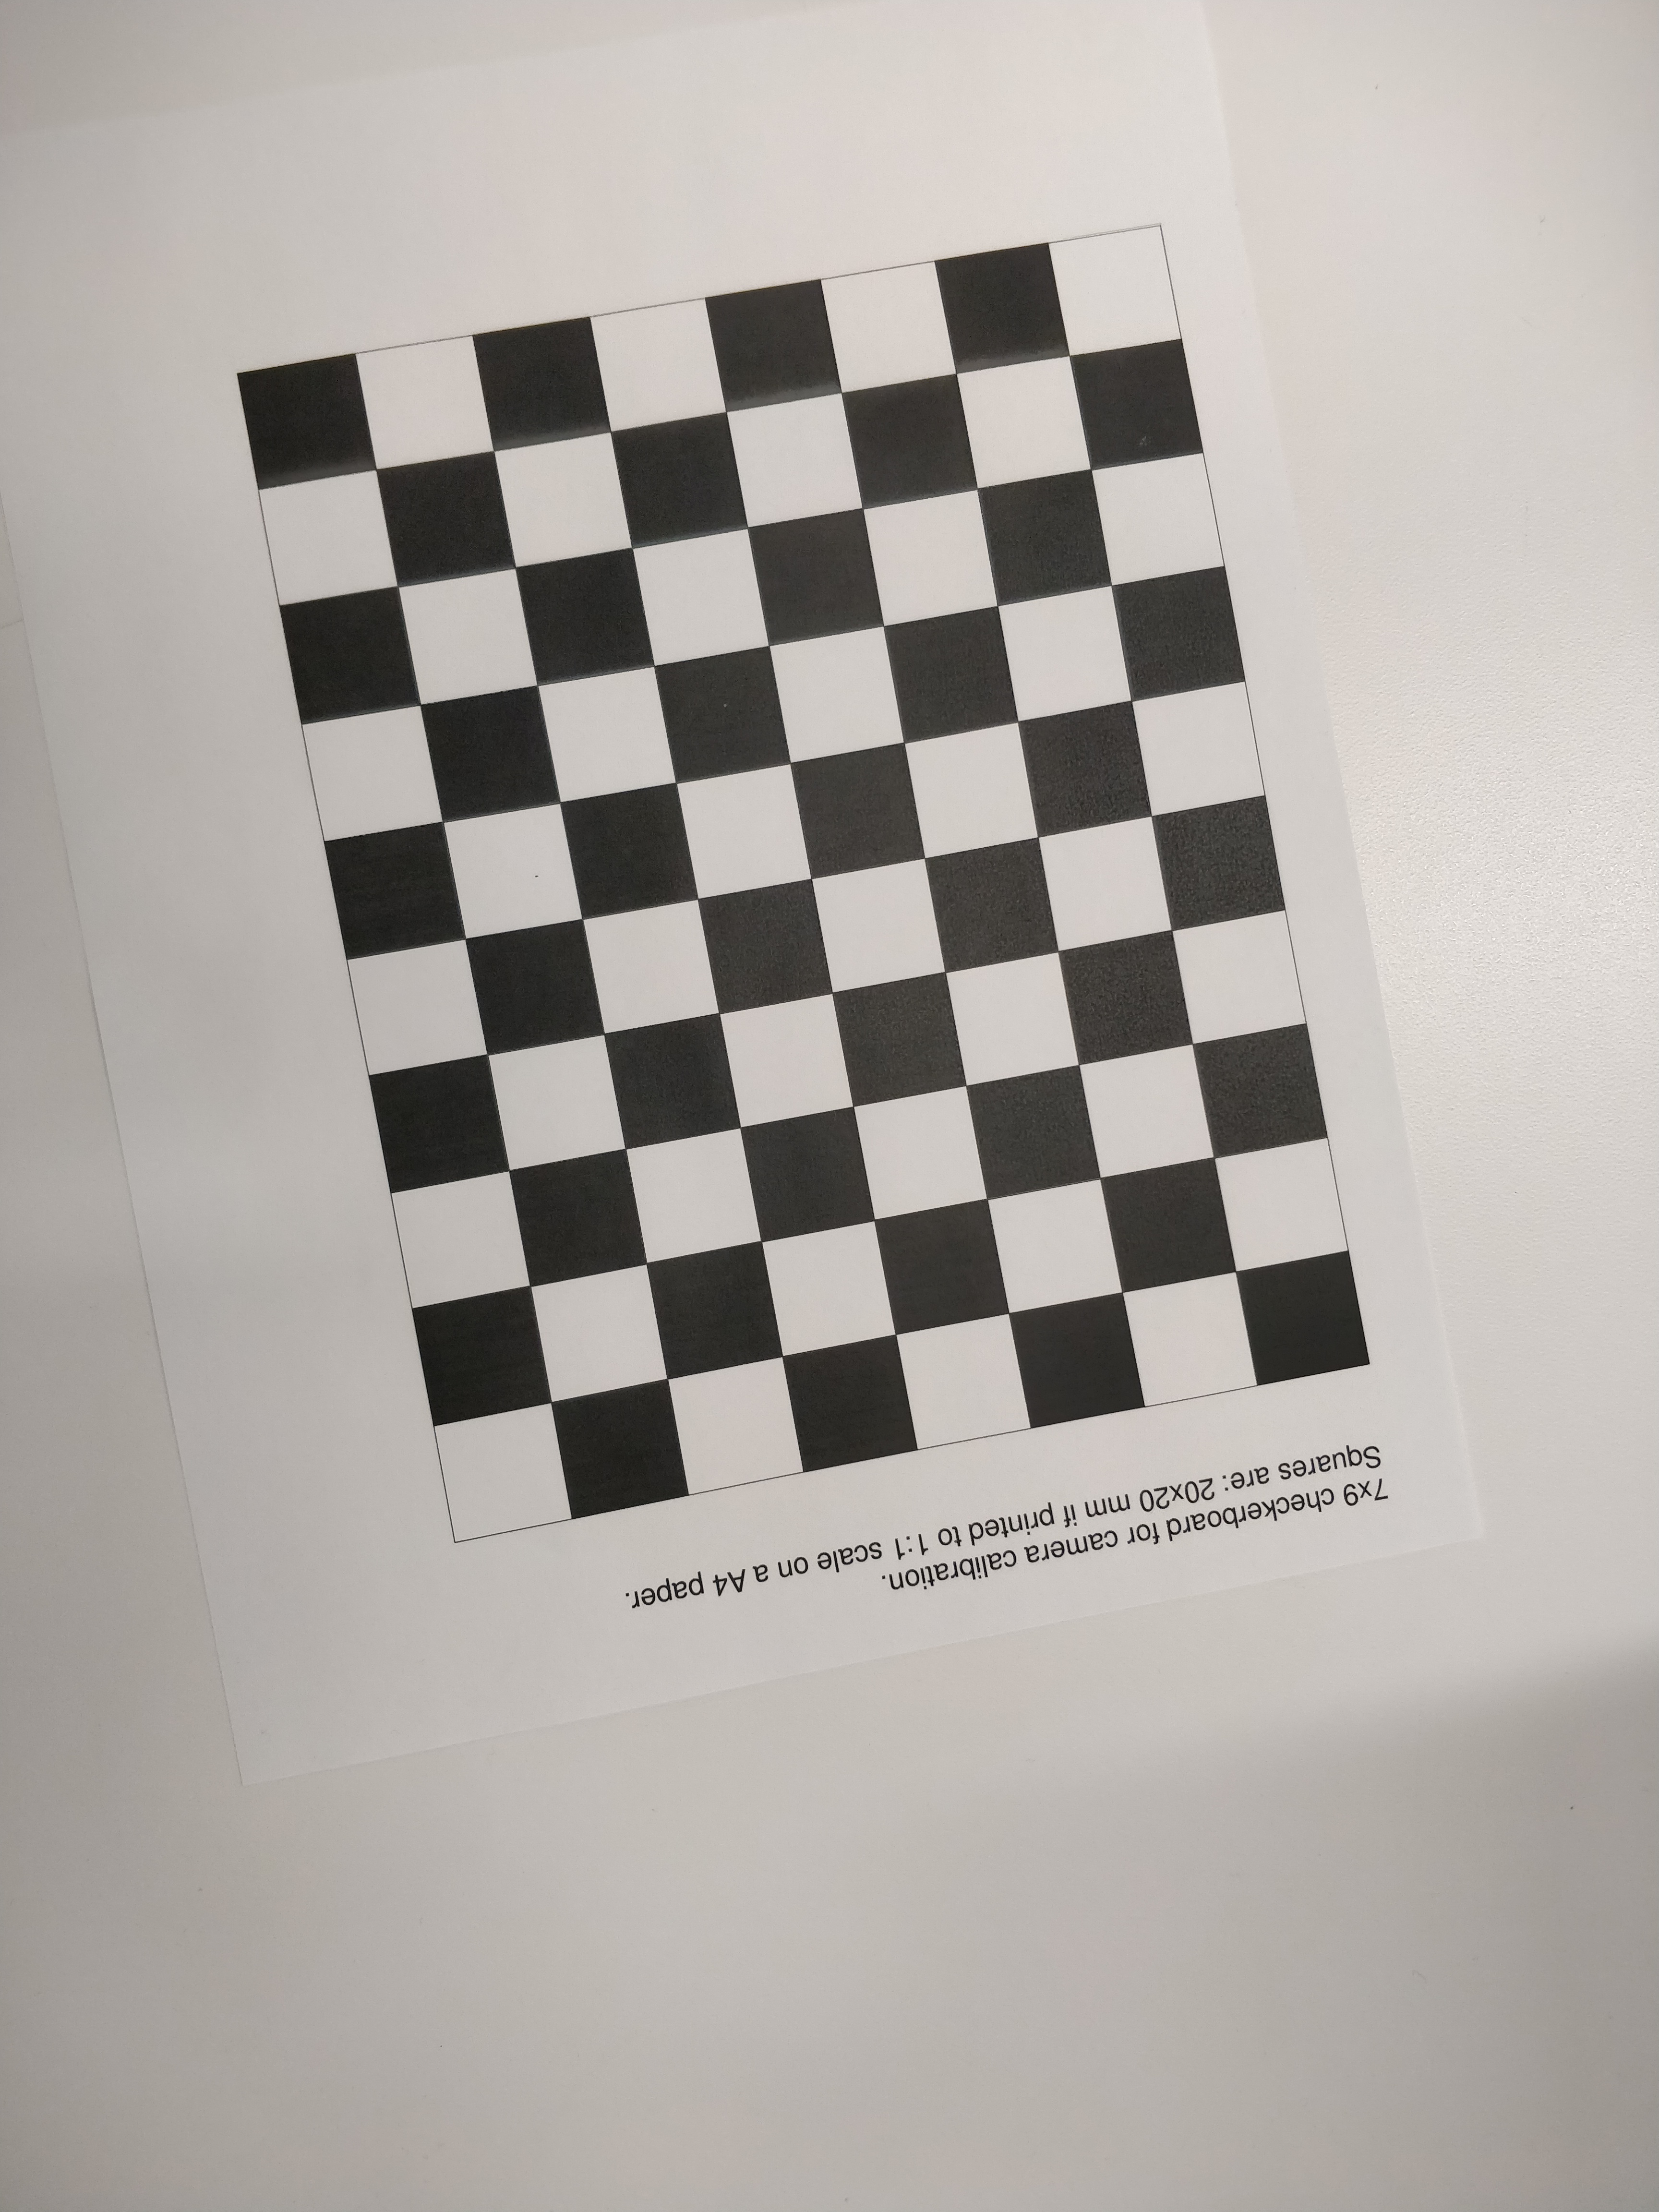 7x9 checkerboard for camera calibration.
Squares are: 20x20 mm if printed to 1:1 scale on a A4 paper.